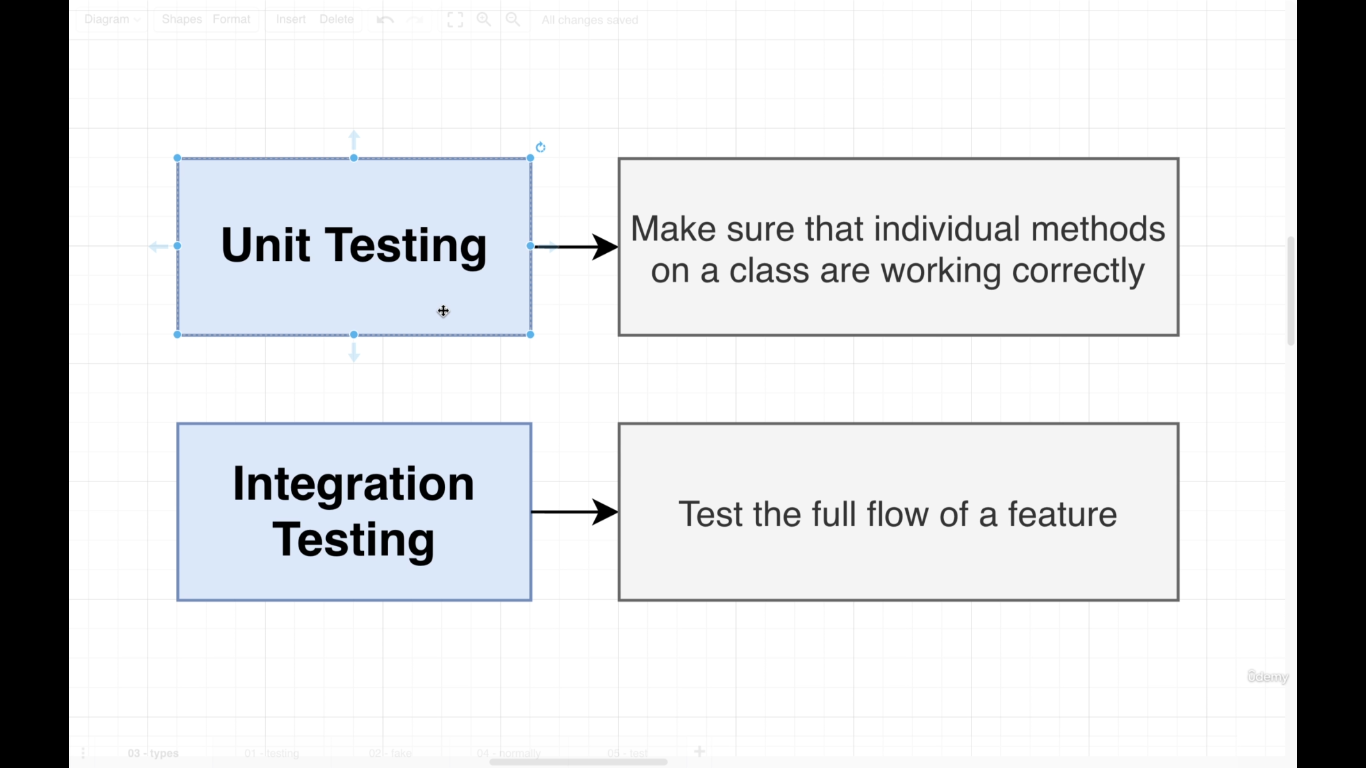 Diagram Shapes Format Insert Delete All changes saved
Unit Testing
Make sure that individual methods
on a class are working correctly
Integration
Testing
Test the full flow of a feature
ûdemy
03 - types 01 - testing 02 - fake 04 - normally 05 - test